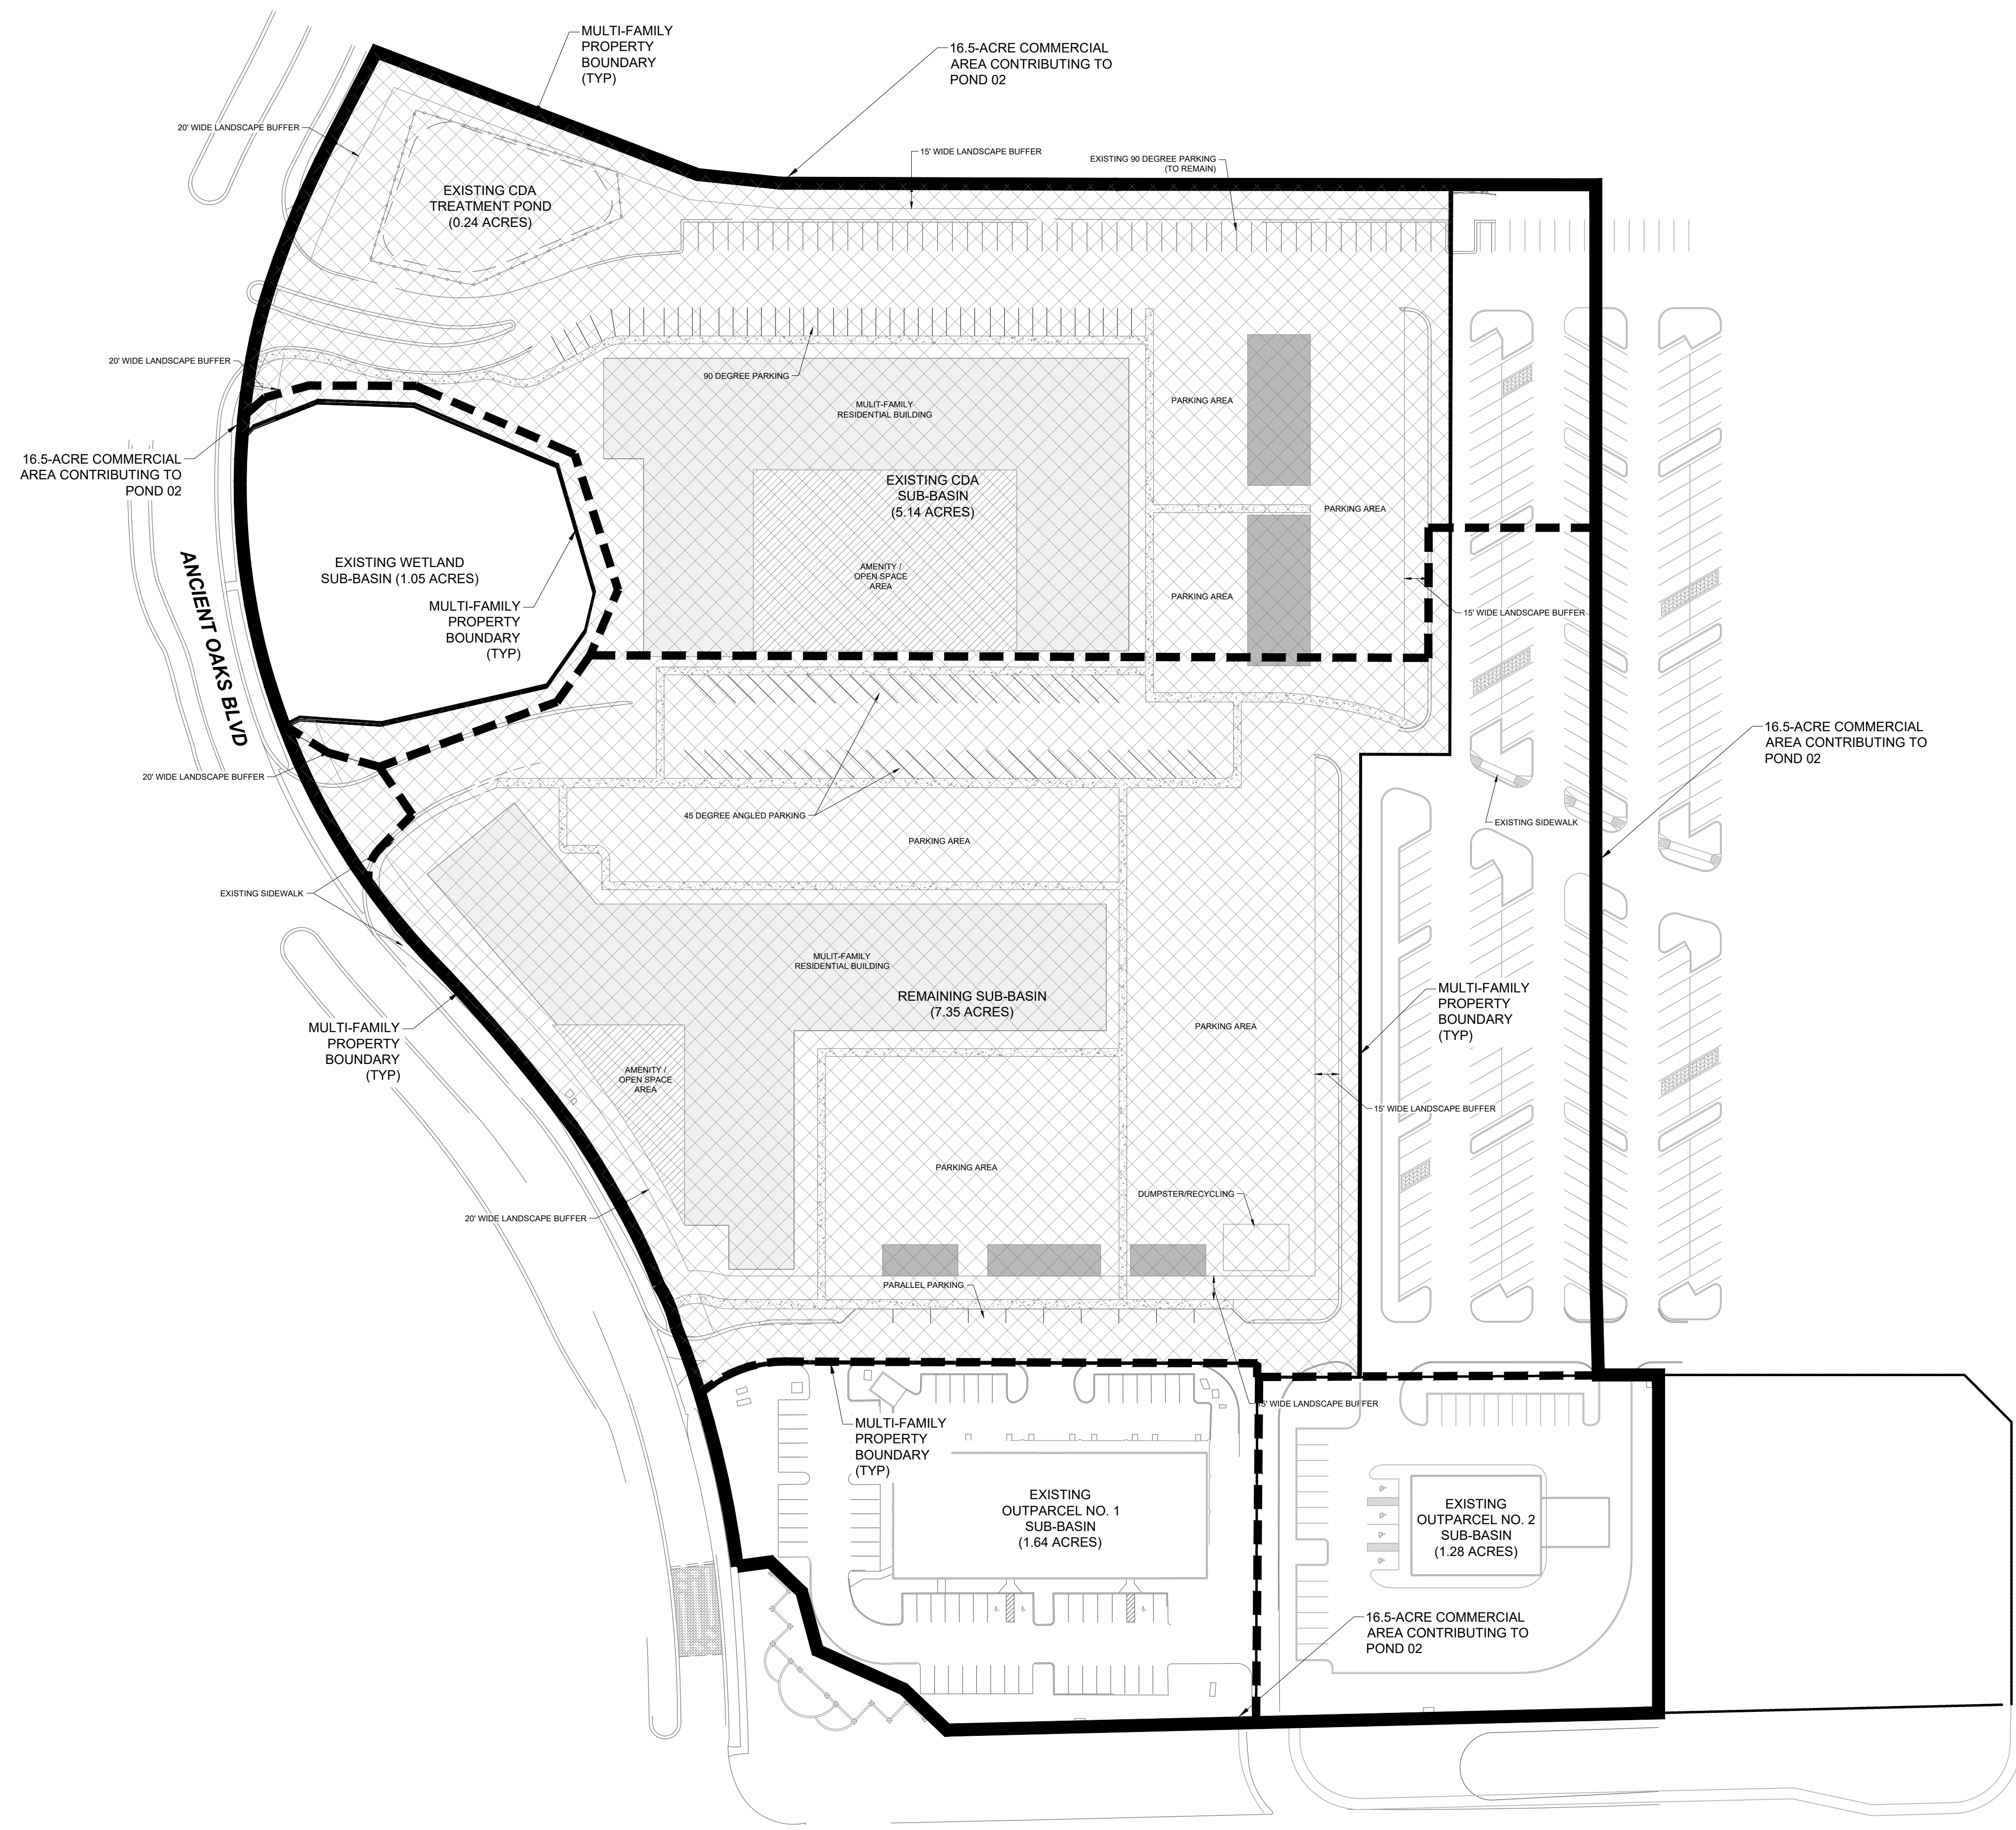 MULTI-FAMILY
PROPERTY
BOUNDARY
(TYP)
16.5-ACRE COMMERCIAL
AREA CONTRIBUTING TO
POND 02
20' WIDE LANDSCAPE BUFFER
15' WIDE LANDSCAPE BUFFER
EXISTING 90 DEGREE PARKING
(TO REMAIN)
EXISTING CDA
TREATMENT POND
(0.24 ACRES)
20' WIDE LANDSCAPE BUFFER
90 DEGREE PARKING
MULIT-FAMILY
RESIDENTIAL BUILDING
PARKING AREA
16.5-ACRE COMMERCIAL
AREA CONTRIBUTING TO
POND 02
EXISTING CDA
SUB-BASIN
(5.14 ACRES)
PARKING AREA
EXISTING WETLAND
SUB-BASIN (1.05 ACRES)
AMENITY /
OPEN SPACE
AREA
PARKING AREA
MULTI-FAMILY
PROPERTY
BOUNDARY
(TYP)
15' WIDE LANDSCAPE BUFFER
ANCIENT OAKS BLVD
16.5-ACRE COMMERCIAL
AREA CONTRIBUTING TO
POND 02
20' WIDE LANDSCAPE BUFFER
45 DEGREE ANGLED PARKING
EXISTING SIDEWALK
PARKING AREA
EXISTING SIDEWALK
MULIT-FAMILY
RESIDENTIAL BUILDING
REMAINING SUB-BASIN
(7.35 ACRES)
MULTI-FAMILY
PROPERTY
BOUNDARY
(TYP)
MULTI-FAMILY
PROPERTY
BOUNDARY
(TYP)
PARKING AREA
AMENITY /
OPEN SPACE
AREA
15' WIDE LANDSCAPE BUFFER
PARKING AREA
DUMPSTER/RECYCLING
20' WIDE LANDSCAPE BUFFER
PARALLEL PARKING
15' WIDE LANDSCAPE BUFFER
MULTI-FAMILY
PROPERTY
BOUNDARY
(TYP)
EXISTING
OUTPARCEL NO. 1
SUB-BASIN
(1.64 ACRES)
EXISTING
OUTPARCEL NO. 2
SUB-BASIN
(1.28 ACRES)
16.5-ACRE COMMERCIAL
AREA CONTRIBUTING TO
POND 02